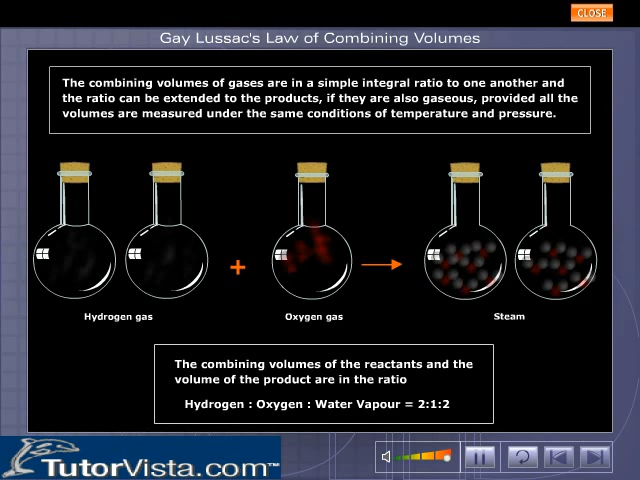 CLOSE
Gay Lussac's Law of Combining Volumes
The combining volumes of gases are in a simple integral ratio to one another and
the ratio can be extended to the products, if they are also gaseous, provided all the
volumes are measured under the same conditions of temperature and pressure.
+
Hydrogen gas
Oxygen gas
Steam
The combining volumes of the reactants and the
volume of the product are in the ratio
Hydrogen : Oxygen : Water Vapour = 2:1:2
TutorVista.com™